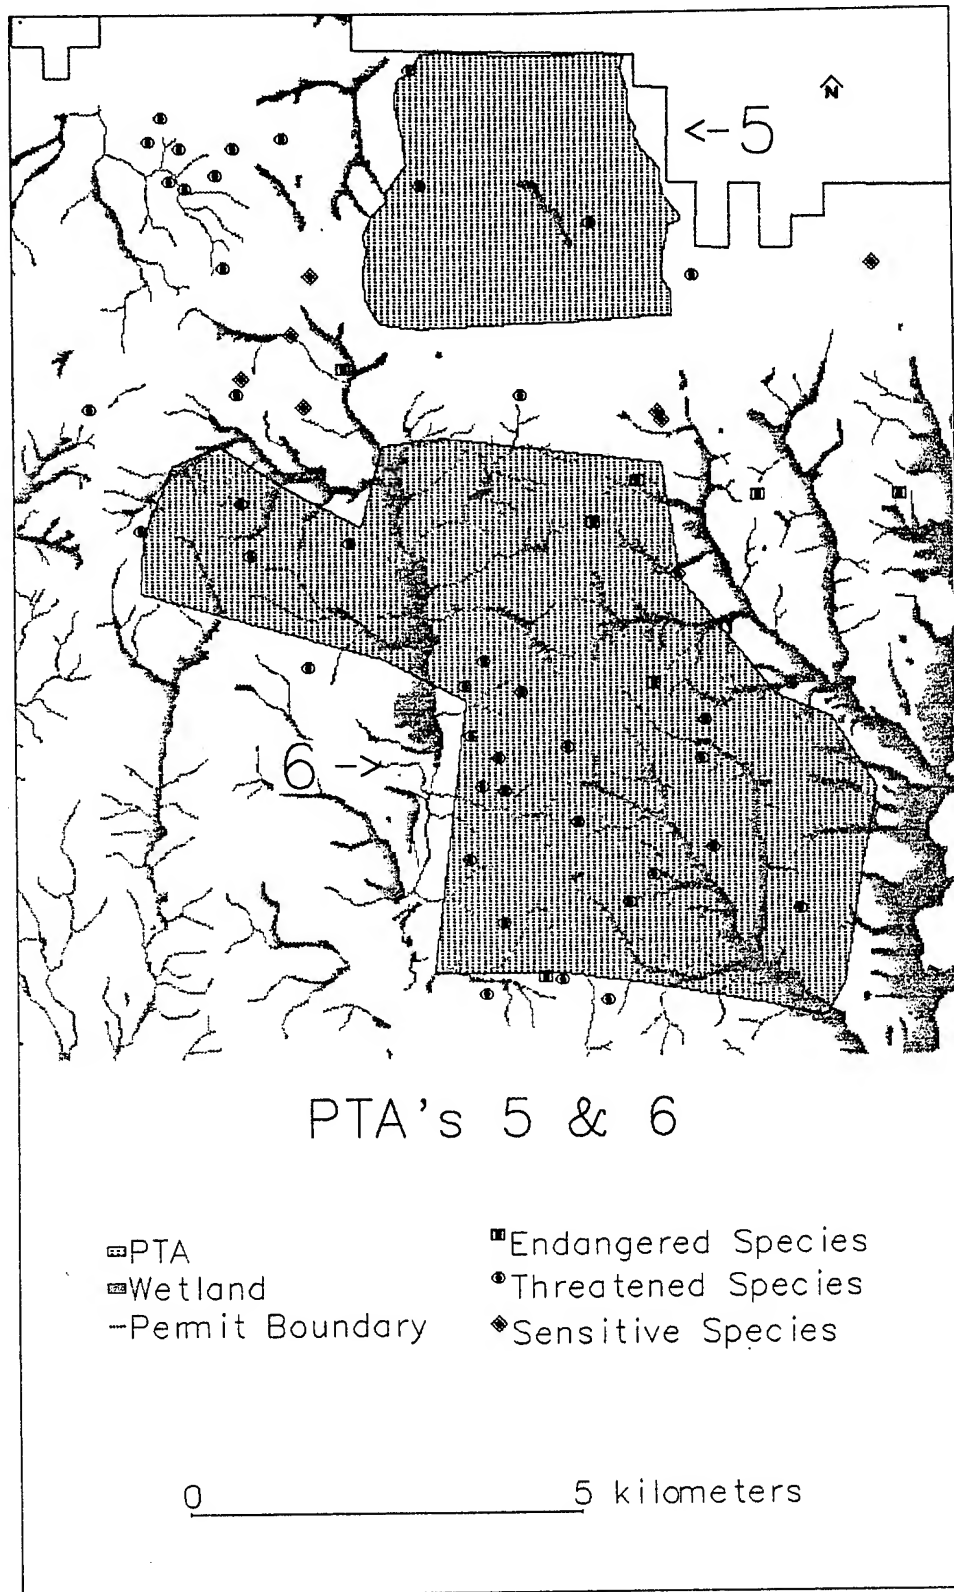 N
5
6
PTA's 5 & 6
PTA
Wetland
Permit Boundary
Endangered Species
Threatened Species
Sensitive Species
0
5 kilometers